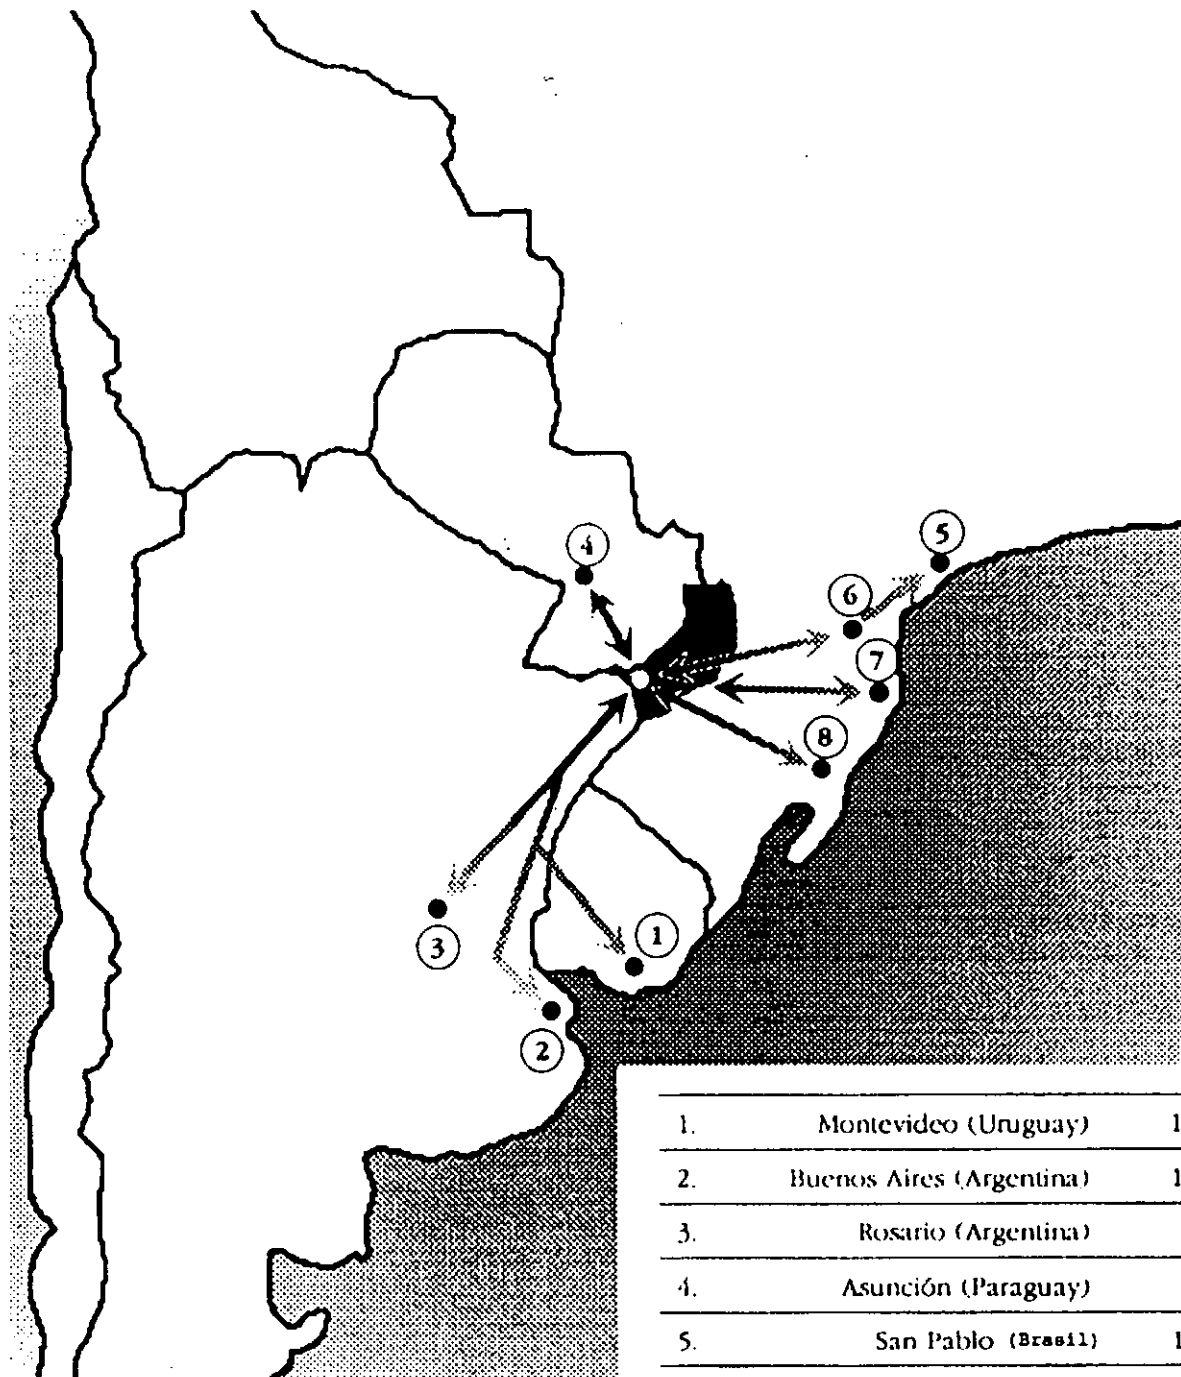 5
4
6
7
8
3
1
2
1. Montevideo (Uruguay) 1
2. Buenos Aires (Argentina) 1
3. Rosario (Argentina)
4. Asunción (Paraguay)
5. San Pablo (Brasil) 1